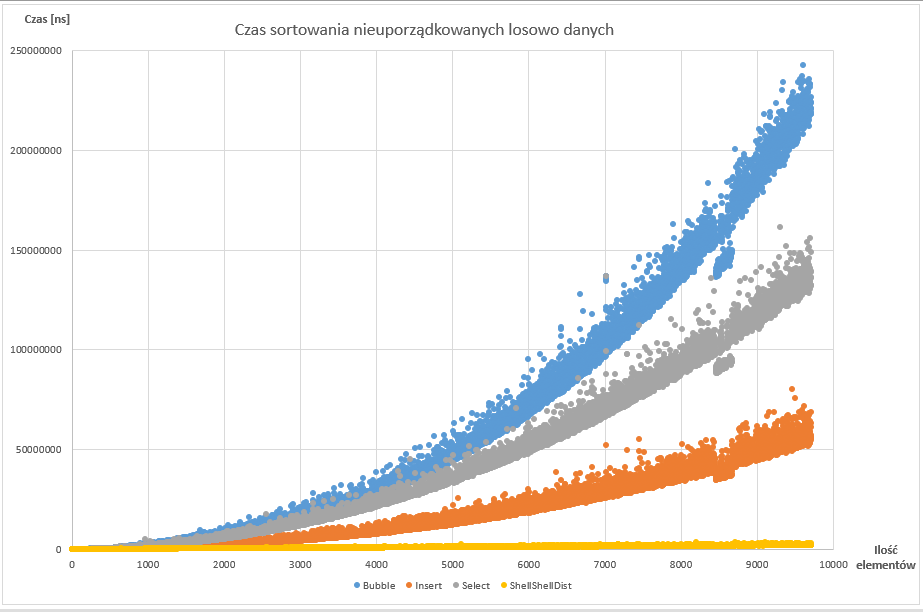 Czas [ns]
Czas sortowania nieuporządkowanych losowo danych
250000000
200000000
150000000
100000000
50000000
0
0 1000 2000 3000 4000 5000 6000 7000 8000 9000 10000
Ilość
elementów
Bubble Insert Select ShellShellDist